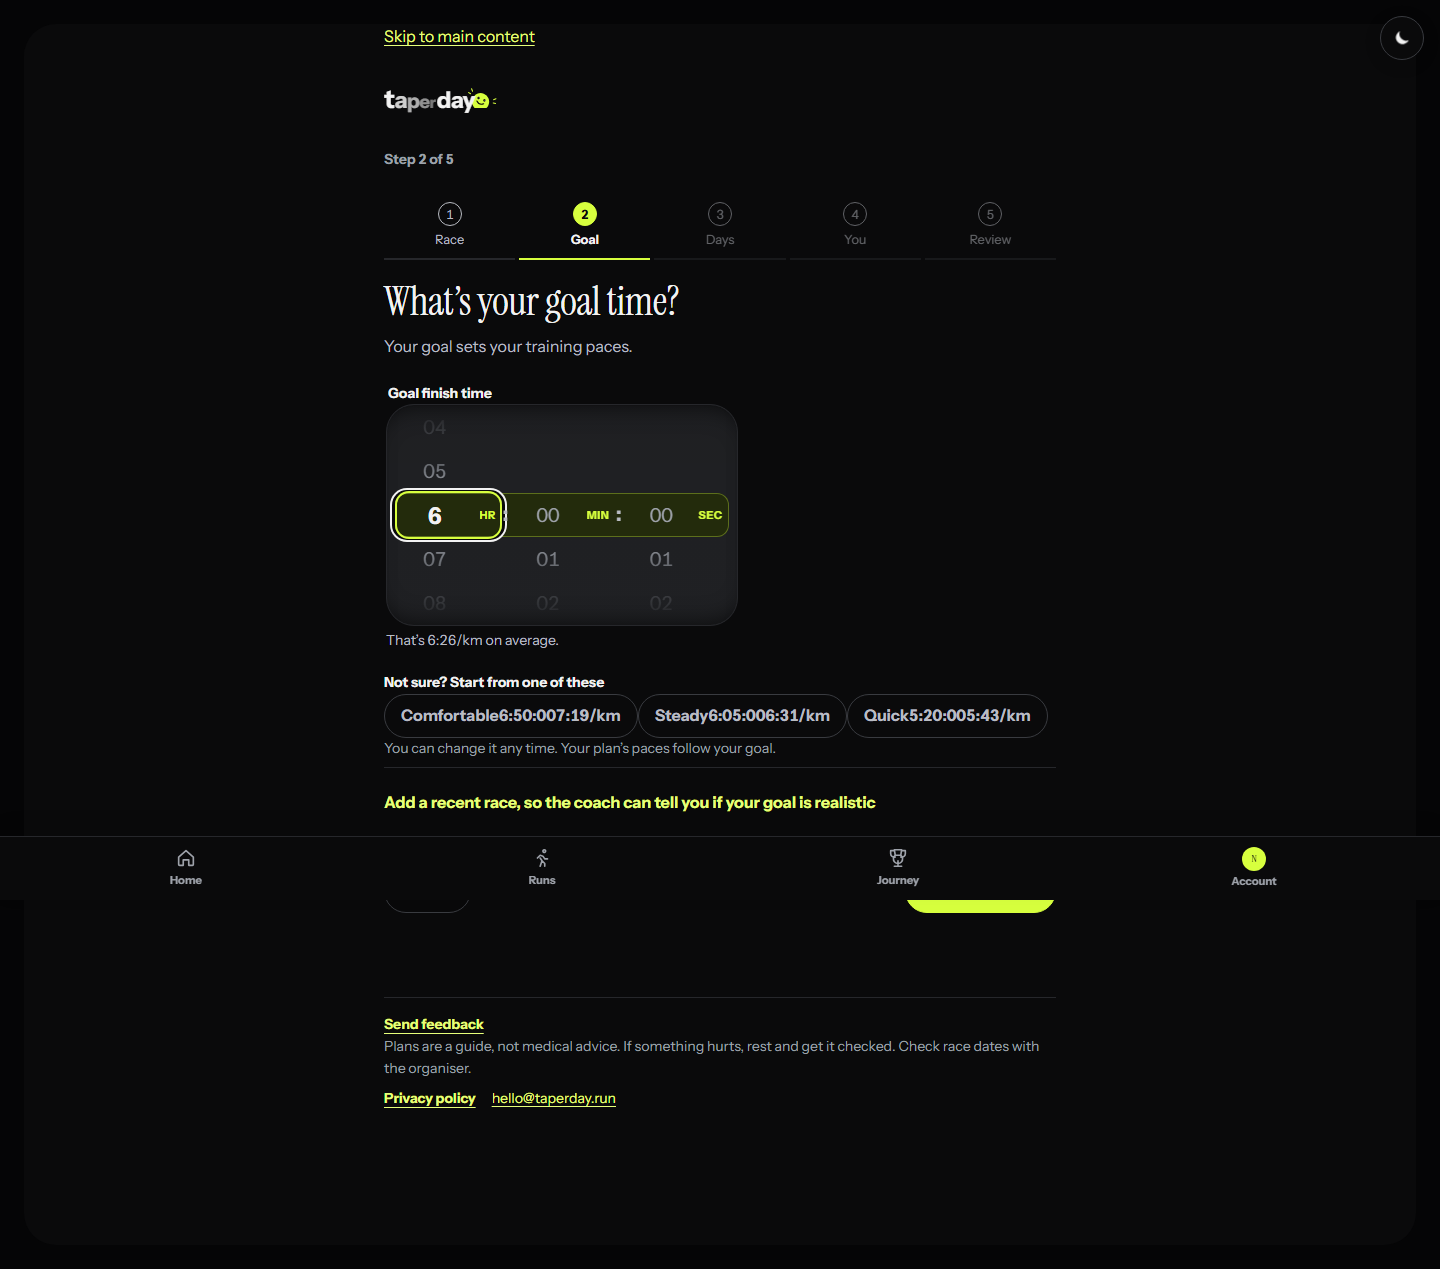 Skip to main content
taperday
Step 2 of 5
1 2 3 4 5
Race Goal Days You Review
What's your goal time?
Your goal sets your training paces.
Goal finish time
04
05
6 HR : 00 MIN : 00 SEC
07 01 01
08 02 02
That's 6:26/km on average.
Not sure? Start from one of these
Comfortable6:50:007:19/km Steady6:05:006:31/km Quick5:20:005:43/km
You can change it any time. Your plan's paces follow your goal.
Add a recent race, so the coach can tell you if your goal is realistic
N
Home Runs Journey Account
Send feedback
Plans are a guide, not medical advice. If something hurts, rest and get it checked. Check race dates with
the organiser.
Privacy policy hello@taperday.run